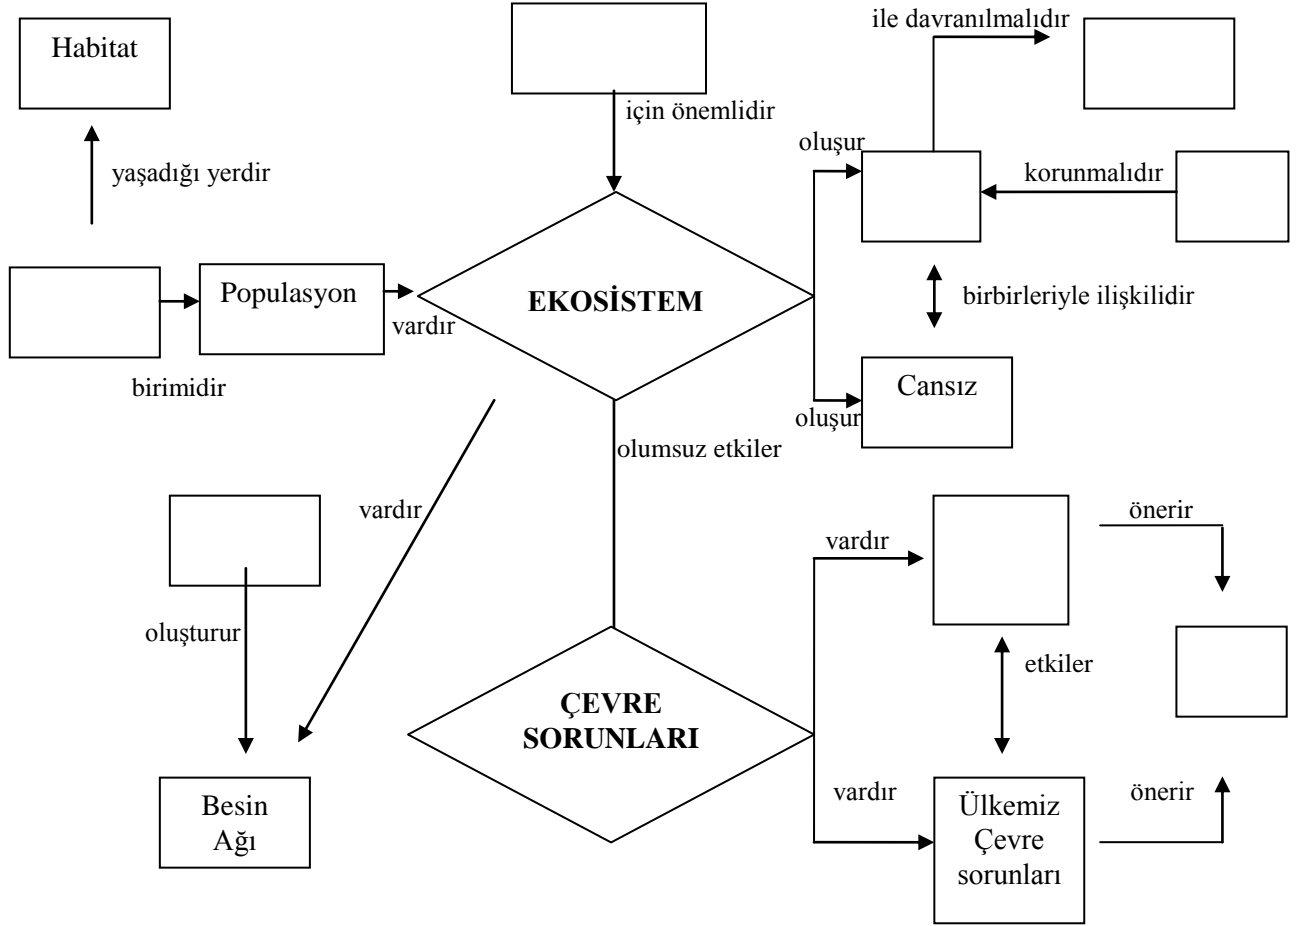 ile davranılmalıdır
Habitat
için önemlidir
oluşur
yaşadığı yerdir
korunmalıdır
Populasyon
EKOSİSTEM
birbirleriyle ilişkilidir
vardır
birimidir
Cansız
oluşur
olumsuz etkiler
vardır
önerir
vardır
oluşturur
etkiler
ÇEVRE
SORUNLARI
vardır
önerir
Besin
Ağı
Ülkemiz
Çevre
sorunları